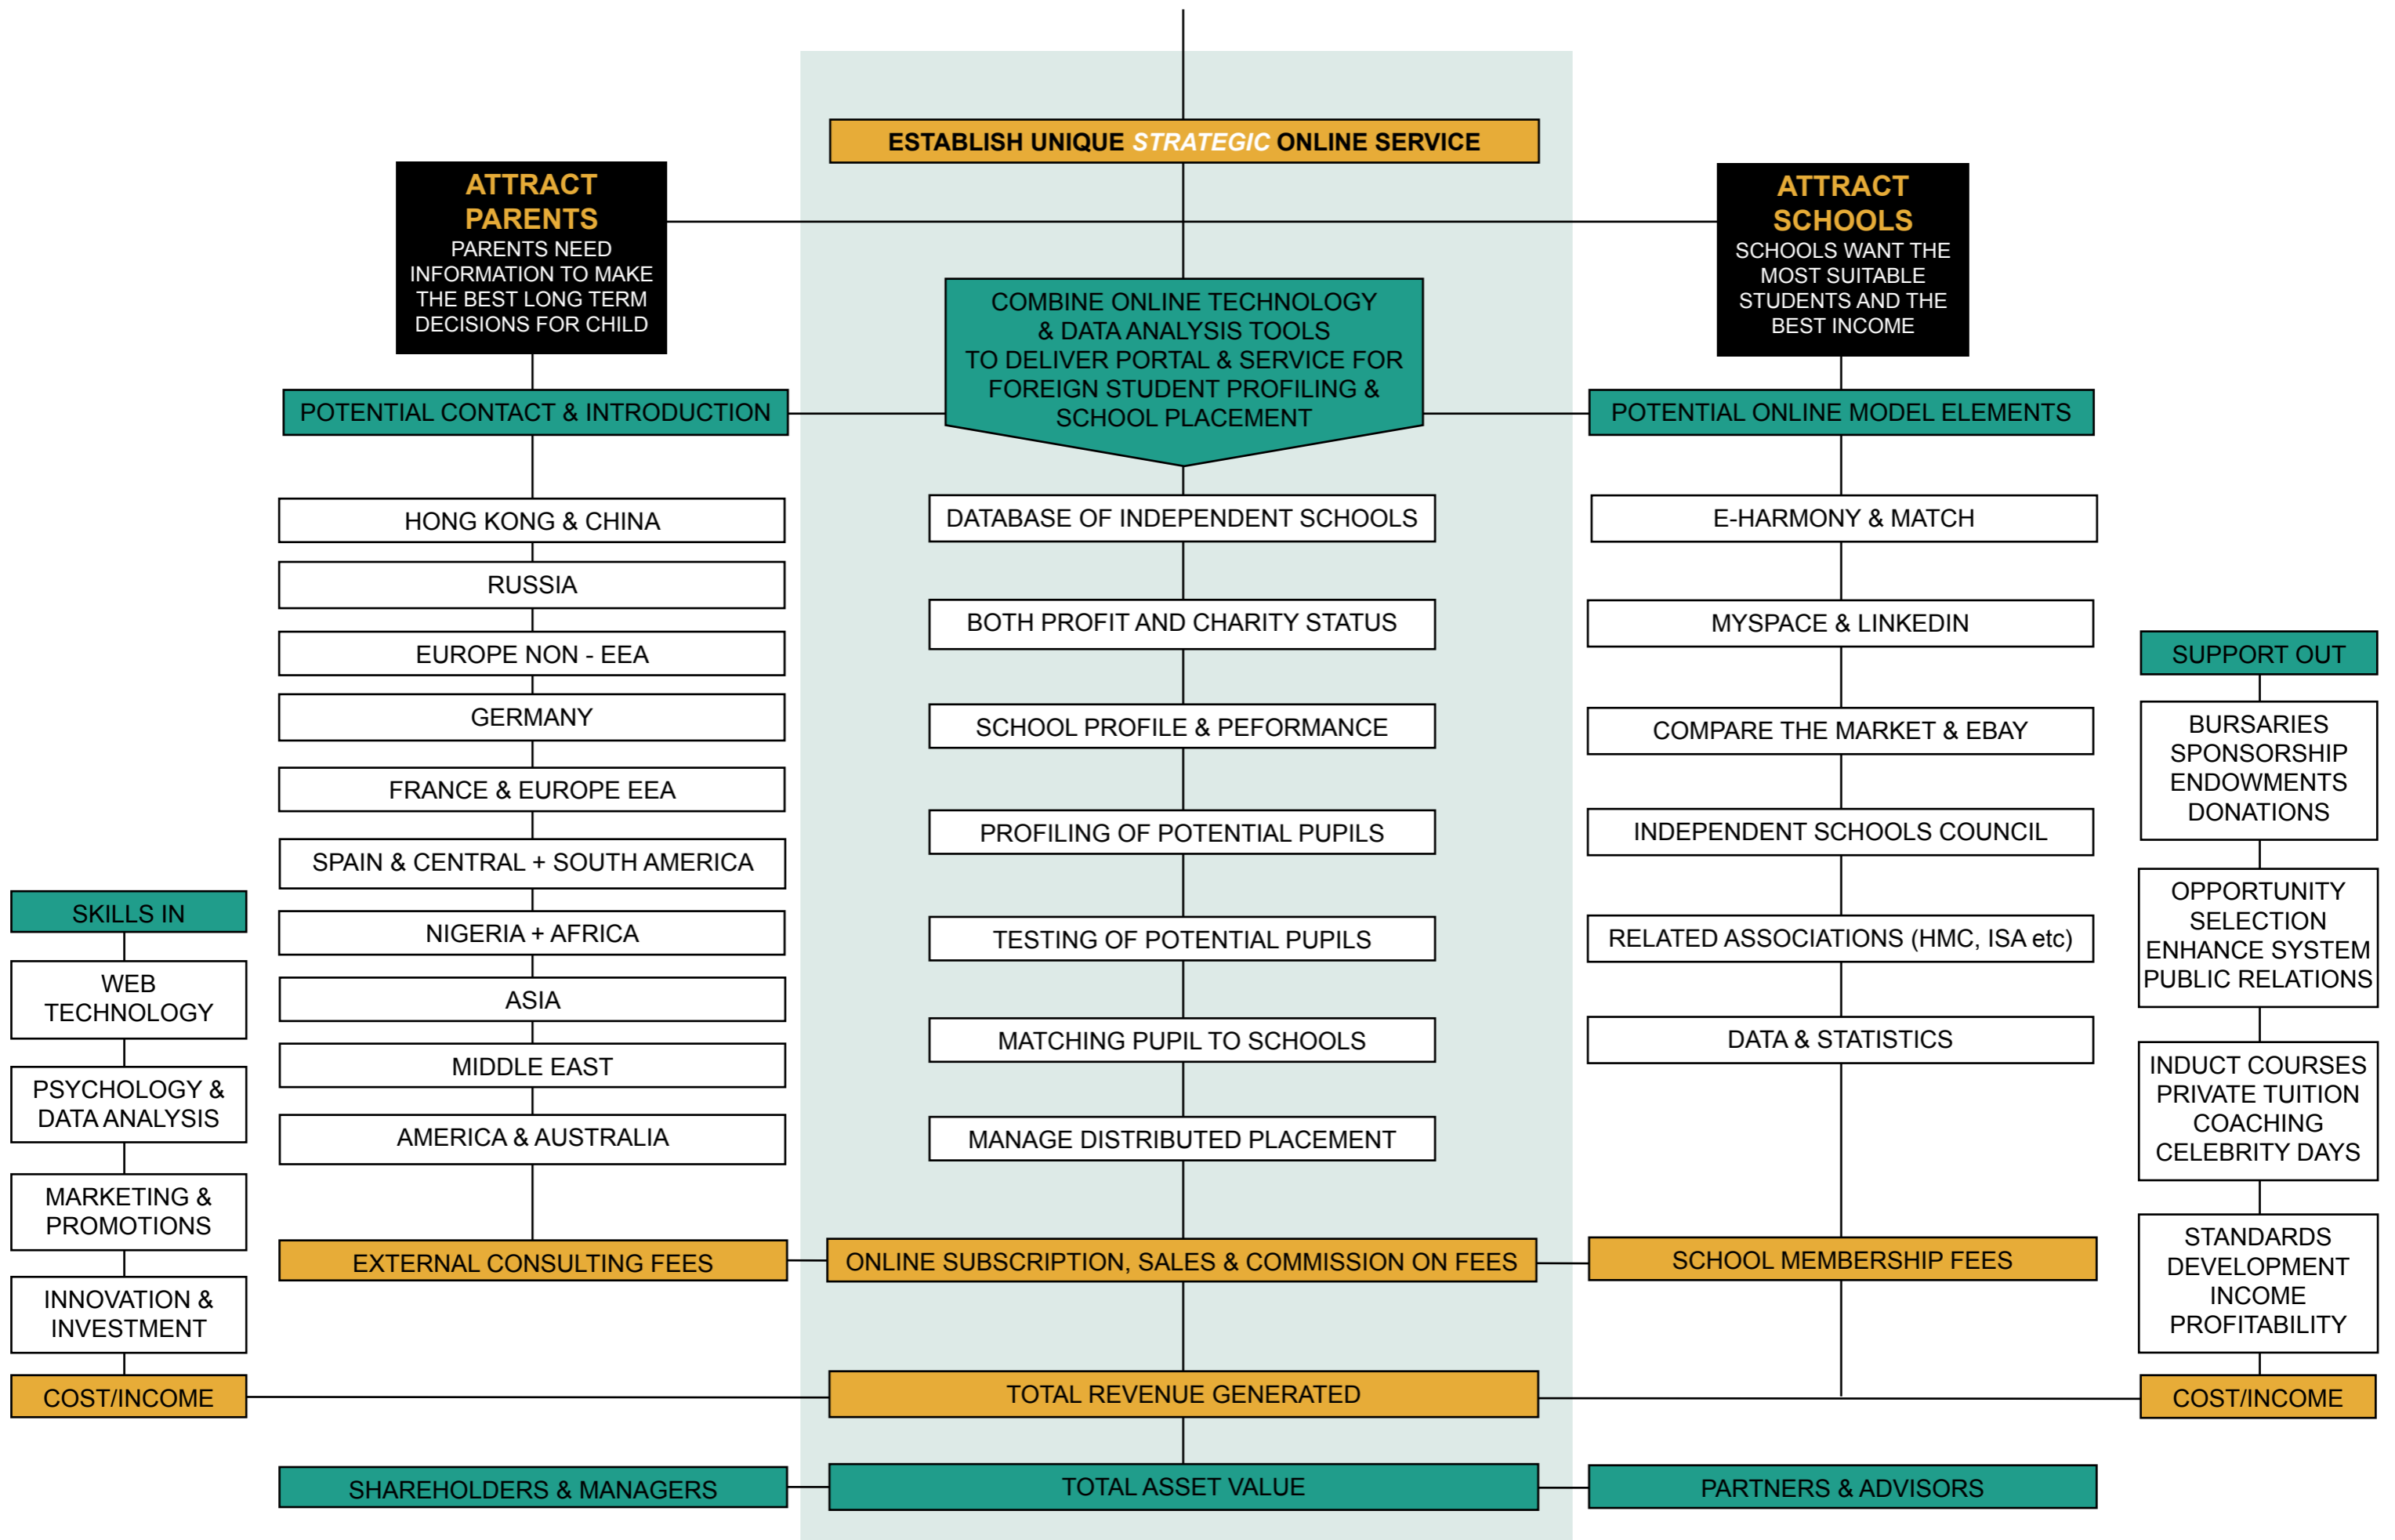 ESTABLISH UNIQUE STRATEGIC ONLINE SERVICE
ATTRACT
PARENTS
PARENTS NEED
INFORMATION TO MAKE
THE BEST LONG TERM
DECISIONS FOR CHILD
ATTRACT
SCHOOLS
SCHOOLS WANT THE
MOST SUITABLE
STUDENTS AND THE
BEST INCOME
COMBINE ONLINE TECHNOLOGY
& DATA ANALYSIS TOOLS
TO DELIVER PORTAL & SERVICE FOR
FOREIGN STUDENT PROFILING &
SCHOOL PLACEMENT
POTENTIAL CONTACT & INTRODUCTION
HONG KONG & CHINA
RUSSIA
EUROPE NON - EEA
GERMANY
FRANCE & EUROPE EEA
SPAIN & CENTRAL + SOUTH AMERICA
NIGERIA + AFRICA
ASIA
MIDDLE EAST
AMERICA & AUSTRALIA
EXTERNAL CONSULTING FEES
DATABASE OF INDEPENDENT SCHOOLS
BOTH PROFIT AND CHARITY STATUS
SCHOOL PROFILE & PEFORMANCE
PROFILING OF POTENTIAL PUPILS
TESTING OF POTENTIAL PUPILS
MATCHING PUPIL TO SCHOOLS
MANAGE DISTRIBUTED PLACEMENT
ONLINE SUBSCRIPTION, SALES & COMMISSION ON FEES
POTENTIAL ONLINE MODEL ELEMENTS
E-HARMONY & MATCH
MYSPACE & LINKEDIN
COMPARE THE MARKET & EBAY
INDEPENDENT SCHOOLS COUNCIL
RELATED ASSOCIATIONS (HMC, ISA etc)
DATA & STATISTICS
SCHOOL MEMBERSHIP FEES
SKILLS IN
WEB
TECHNOLOGY
PSYCHOLOGY &
DATA ANALYSIS
MARKETING &
PROMOTIONS
INNOVATION &
INVESTMENT
COST/INCOME
SUPPORT OUT
BURSARIES
SPONSORSHIP
ENDOWMENTS
DONATIONS
OPPORTUNITY
SELECTION
ENHANCE SYSTEM
PUBLIC RELATIONS
INDUCT COURSES
PRIVATE TUITION
COACHING
CELEBRITY DAYS
STANDARDS
DEVELOPMENT
INCOME
PROFITABILITY
COST/INCOME
TOTAL REVENUE GENERATED
SHAREHOLDERS & MANAGERS
TOTAL ASSET VALUE
PARTNERS & ADVISORS